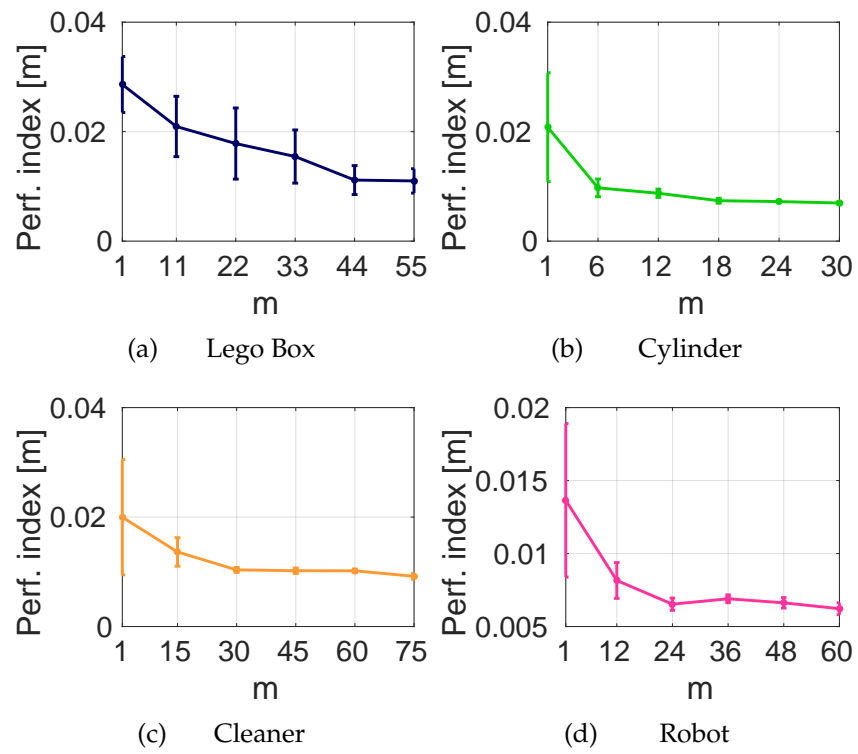 0.04
0.02
0
Perf. index [m]
1 11 22 33 44 55
m
(a) Lego Box
0.04
0.02
0
Perf. index [m]
1 6 12 18 24 30
m
(b) Cylinder
0.04
0.02
0
Perf. index [m]
1 15 30 45 60 75
m
(c) Cleaner
0.02
0.015
0.01
0.005
Perf. index [m]
1 12 24 36 48 60
m
(d) Robot